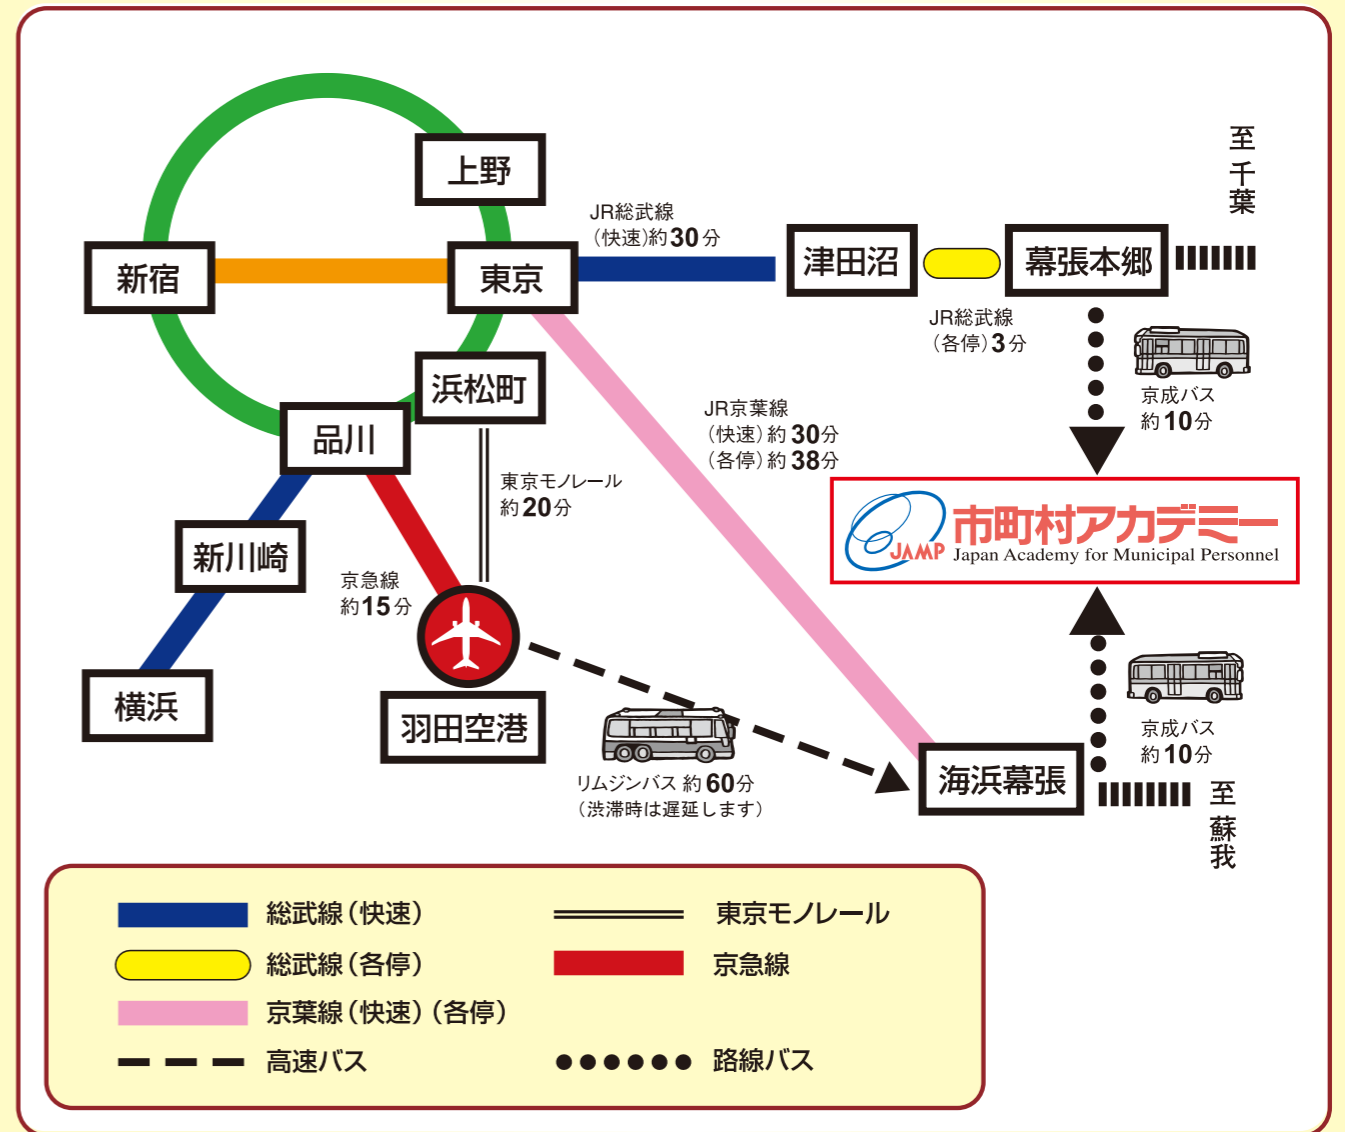 上野
至千葉
JR総武線
（快速）約30分
新宿
東京
津田沼
幕張本郷
JR総武線
（各停）3分
京成バス
約10分
浜松町
品川
JR京葉線
（快速）約30分
（各停）約38分
東京モノレール
約20分
市町村アカデミー
JAMP
Japan Academy for Municipal Personnel
新川崎
京急線
約15分
横浜
羽田空港
リムジンバス 約60分
（渋滞時は遅延します）
海浜幕張
京成バス
約10分
至蘇我
総武線（快速）
東京モノレール
総武線（各停）
京急線
京葉線（快速）（各停）
高速バス
路線バス